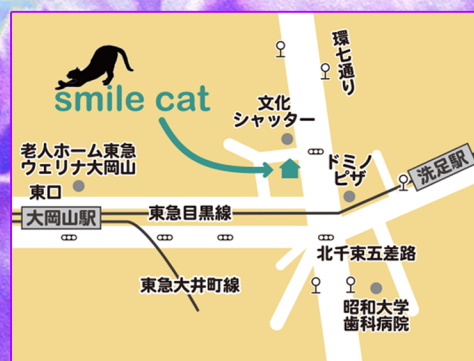 smile cat
環七通り
文化
シャッター
老人ホーム東急
ウェリナ大岡山
東口
大岡山駅
東急目黒線
ドミノ
ピザ
洗足駅
北千束五差路
東急大井町線
昭和大学
歯科病院